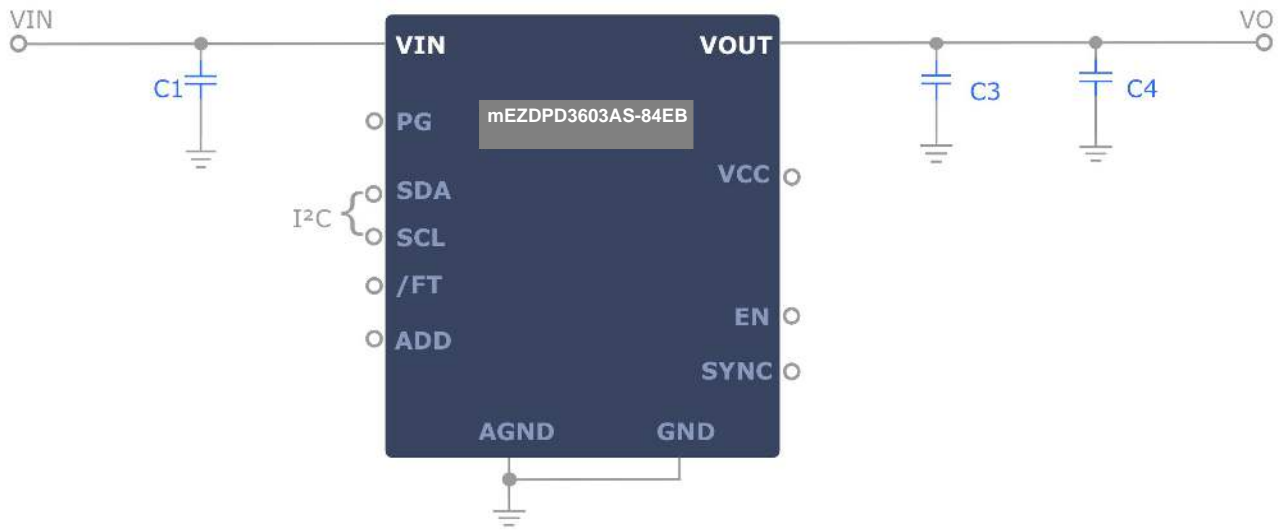 VIN
VO
VIN
VOUT
C1
C3
C4
mEZDPD3603AS-84EB
PG
VCC
SDA
I²C
SCL
/FT
EN
ADD
SYNC
AGND
GND